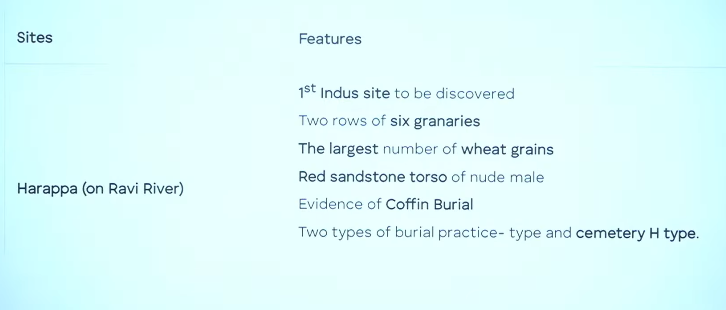 Sites
Features
1st Indus site to be discovered
Two rows of six granaries
The largest number of wheat grains
Harappa (on Ravi River)
Red sandstone torso of nude male
Evidence of Coffin Burial
Two types of burial practice- type and cemetery H type.